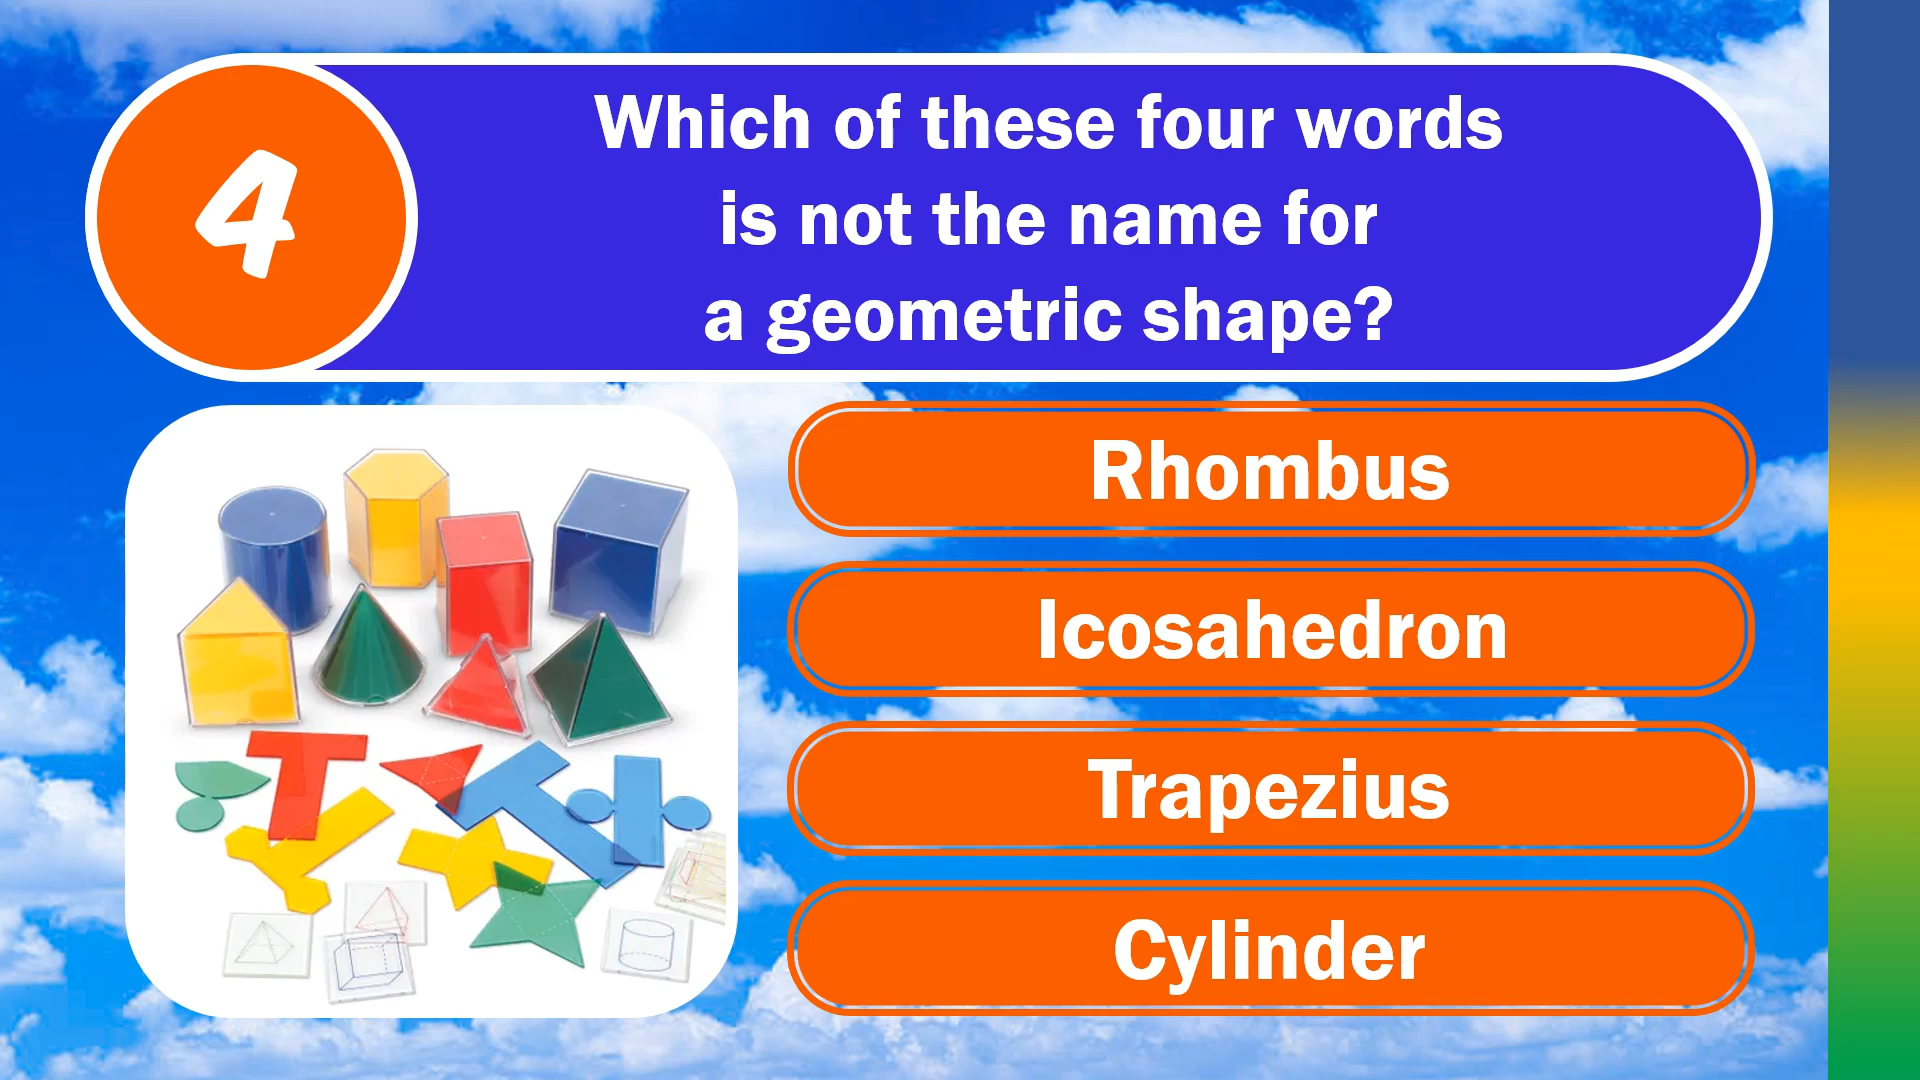 4
Which of these four words
is not the name for
a geometric shape?
Rhombus
Icosahedron
Trapezius
Cylinder